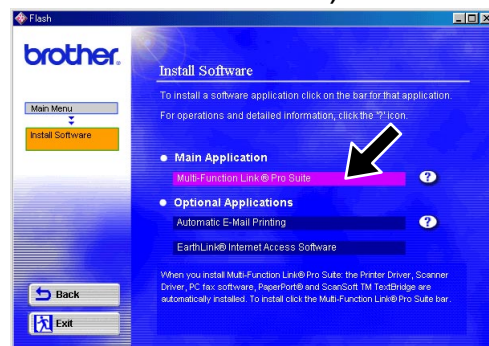 Flash
brother.
Install Software
To install a software application click on the bar for that application.
For operations and detailed information, click the "?" icon.
Main Menu
Install Software
Main Application
Multi-Function Link® Pro Suite
?
Optional Applications
Automatic E-Mail Printing
?
EarthLink® Internet Access Software
When you install Multi-Function Link® Pro Suite: the Printer Driver, Scanner
Driver, PC fax software, PaperPort® and ScanSoft TM TextBridge are
automatically installed. To install click the Multi-Function Link® Pro Suite bar.
Back
Exit